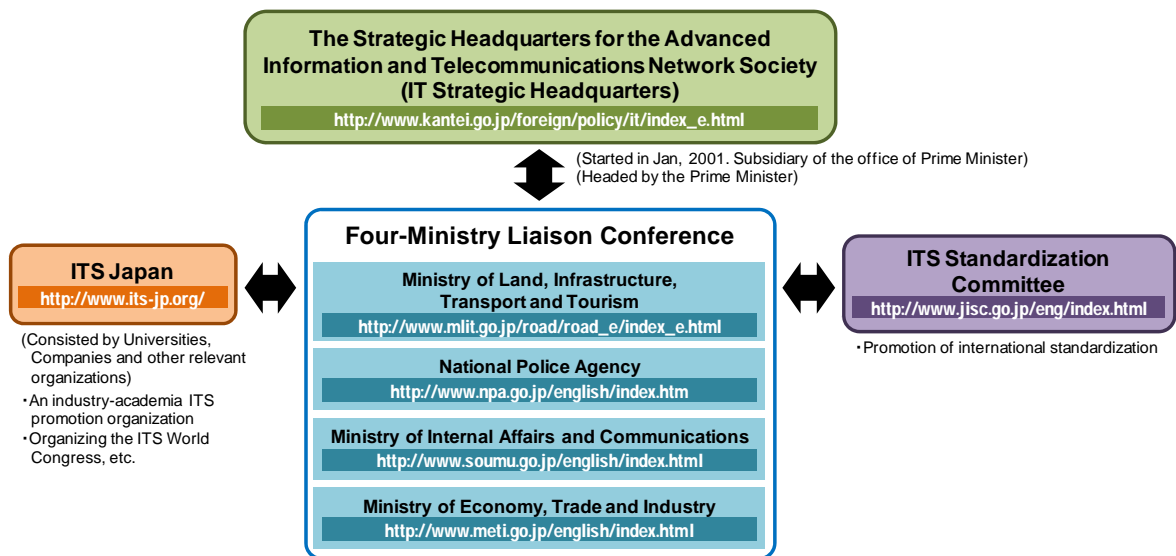 The Strategic Headquarters for the Advanced
Information and Telecommunications Network Society
(IT Strategic Headquarters)
http://www.kantei.go.jp/foreign/policy/it/index_e.html
(Started in Jan, 2001. Subsidiary of the office of Prime Minister)
(Headed by the Prime Minister)
ITS Japan
http://www.its-jp.org/
(Consisted by Universities,
Companies and other relevant
organizations)
・An industry-academia ITS
promotion organization
・Organizing the ITS World
Congress, etc.
Four-Ministry Liaison Conference
Ministry of Land, Infrastructure,
Transport and Tourism
http://www.mlit.go.jp/road/road_e/index_e.html
National Police Agency
http://www.npa.go.jp/english/index.htm
Ministry of Internal Affairs and Communications
http://www.soumu.go.jp/english/index.html
Ministry of Economy, Trade and Industry
http://www.meti.go.jp/english/index.html
ITS Standardization
Committee
http://www.jisc.go.jp/eng/index.html
・Promotion of international standardization